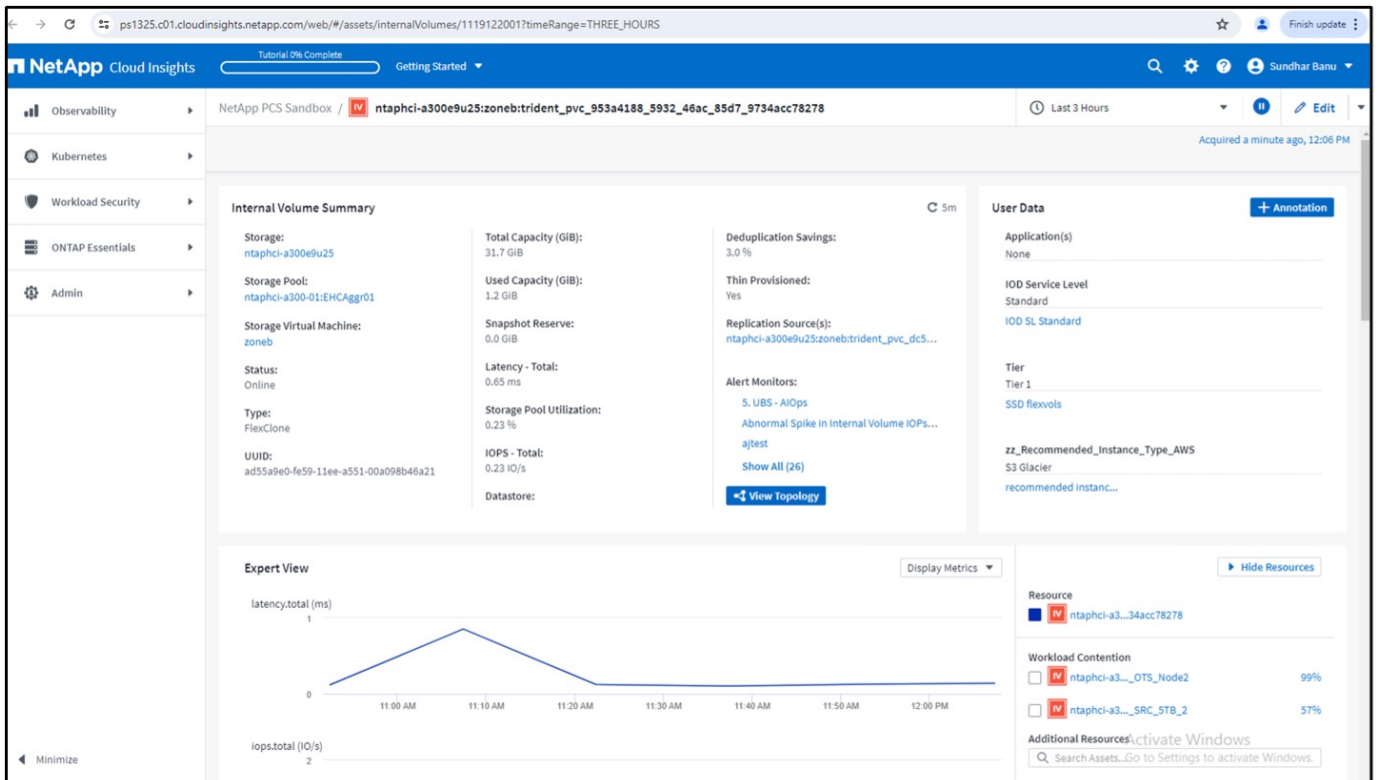 ps1325.c01.cloudinsights.netapp.com/web/#/assets/internalVolumes/1119122001?timeRange=THREE_HOURS
Finish update
NetApp Cloud Insights
Tutorial 0% Complete
Getting Started
Sundhar Banu
Observability
Kubernetes
Workload Security
ONTAP Essentials
Admin
Minimize
NetApp PCS Sandbox / IV ntaphci-a300e9u25:zoneb:trident_pvc_953a4188_5932_46ac_85d7_9734acc78278
Last 3 Hours
Edit
Acquired a minute ago, 12:06 PM
Internal Volume Summary
5m
Storage:
ntaphci-a300e9u25
Storage Pool:
ntaphci-a300-01:EHCAggr01
Storage Virtual Machine:
zoneb
Status:
Online
Type:
FlexClone
UUID:
ad55a9e0-fe59-11ee-a551-00a098b46a21
Total Capacity (GiB):
31.7 GiB
Used Capacity (GiB):
1.2 GiB
Snapshot Reserve:
0.0 GiB
Latency - Total:
0.65 ms
Storage Pool Utilization:
0.23 %
IOPS - Total:
0.23 IO/s
Datastore:
Deduplication Savings:
3.0 %
Thin Provisioned:
Yes
Replication Source(s):
ntaphci-a300e9u25:zoneb:trident_pvc_dc5...
Alert Monitors:
5. UBS - AIOps
Abnormal Spike in Internal Volume IOPs...
ajtest
Show All (26)
View Topology
User Data
+ Annotation
Application(s)
None
IOD Service Level
Standard
IOD SL Standard
Tier
Tier 1
SSD flexvols
zz_Recommended_Instance_Type_AWS
S3 Glacier
recommended instanc...
Expert View
Display Metrics
latency.total (ms)
1
0
11:00 AM 11:10 AM 11:20 AM 11:30 AM 11:40 AM 11:50 AM 12:00 PM
iops.total (IO/s)
2
Hide Resources
Resource
IV ntaphci-a3...34acc78278
Workload Contention
IV ntaphci-a3..._OTS_Node2 99%
IV ntaphci-a3..._SRC_5TB_2 57%
Additional Resources
Search Assets...
Activate Windows
Go to Settings to activate Windows.